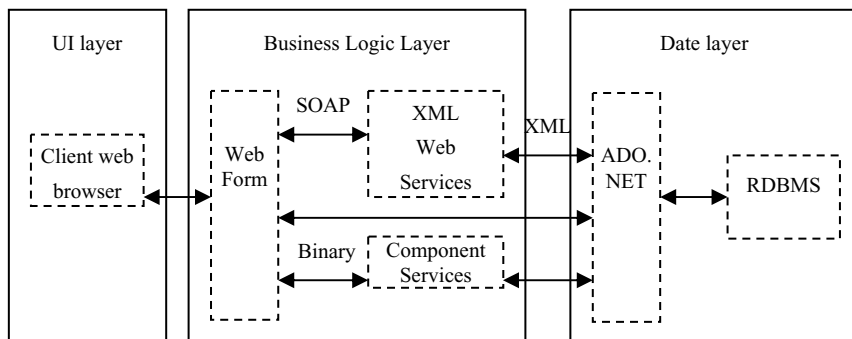 UI layer
Business Logic Layer
Date layer
Client web
browser
Web
Form
SOAP
XML
Web
Services
XML
Binary
Component
Services
ADO.
NET
RDBMS